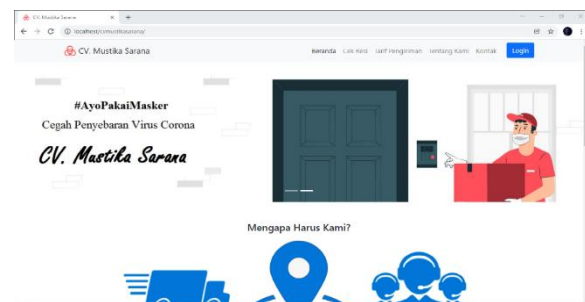 CV. Mustika Sarana
localhost/cvmustikasarana/
CV. Mustika Sarana
Beranda Cek Resi Tarif Pengiriman Tentang Kami Kontak Login
#AyoPakaiMasker
Cegah Penyebaran Virus Corona
CV. Mustika Sarana
Mengapa Harus Kami?